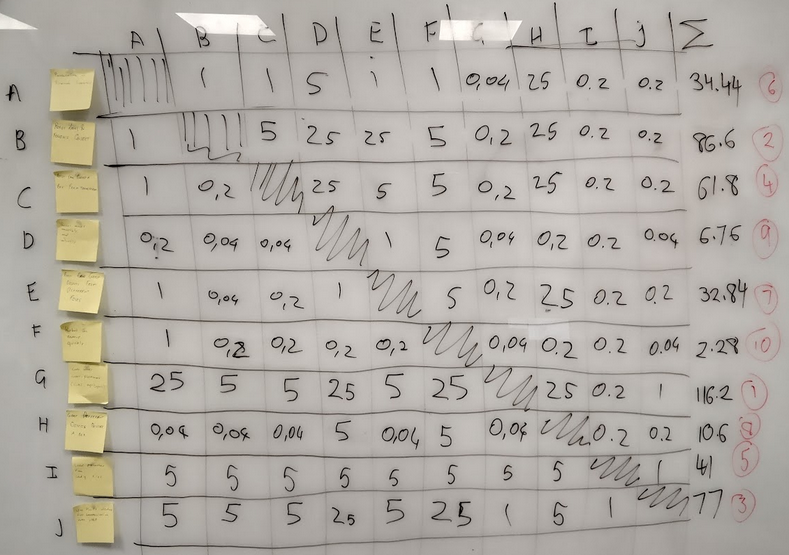 A B C D E F G H I J Σ
A 1 1 5 1 1 0,04 25 0.2 0.2 34.44 6
B 1 5 25 25 5 0,2 25 0.2 0.2 86.6 2
C 1 0,2 25 5 5 0,2 25 0.2 0.2 61.8 4
D 0,2 0,04 0,04 1 5 0,04 0,2 0.2 0.04 6.76 9
E 1 0,04 0,2 1 5 0,2 25 0.2 0.2 32.84 7
F 1 0,2 0,2 0,2 0,2 0,04 0.2 0.2 0.04 2.28 10
G 25 5 5 25 5 25 25 0.2 1 116.2 1
H 0,04 0,04 0,04 5 0,04 5 0,04 0.2 0.2 10.6 8
I 5 5 5 5 5 5 5 5 1 41 5
J 5 5 5 25 5 25 1 5 1 77 3